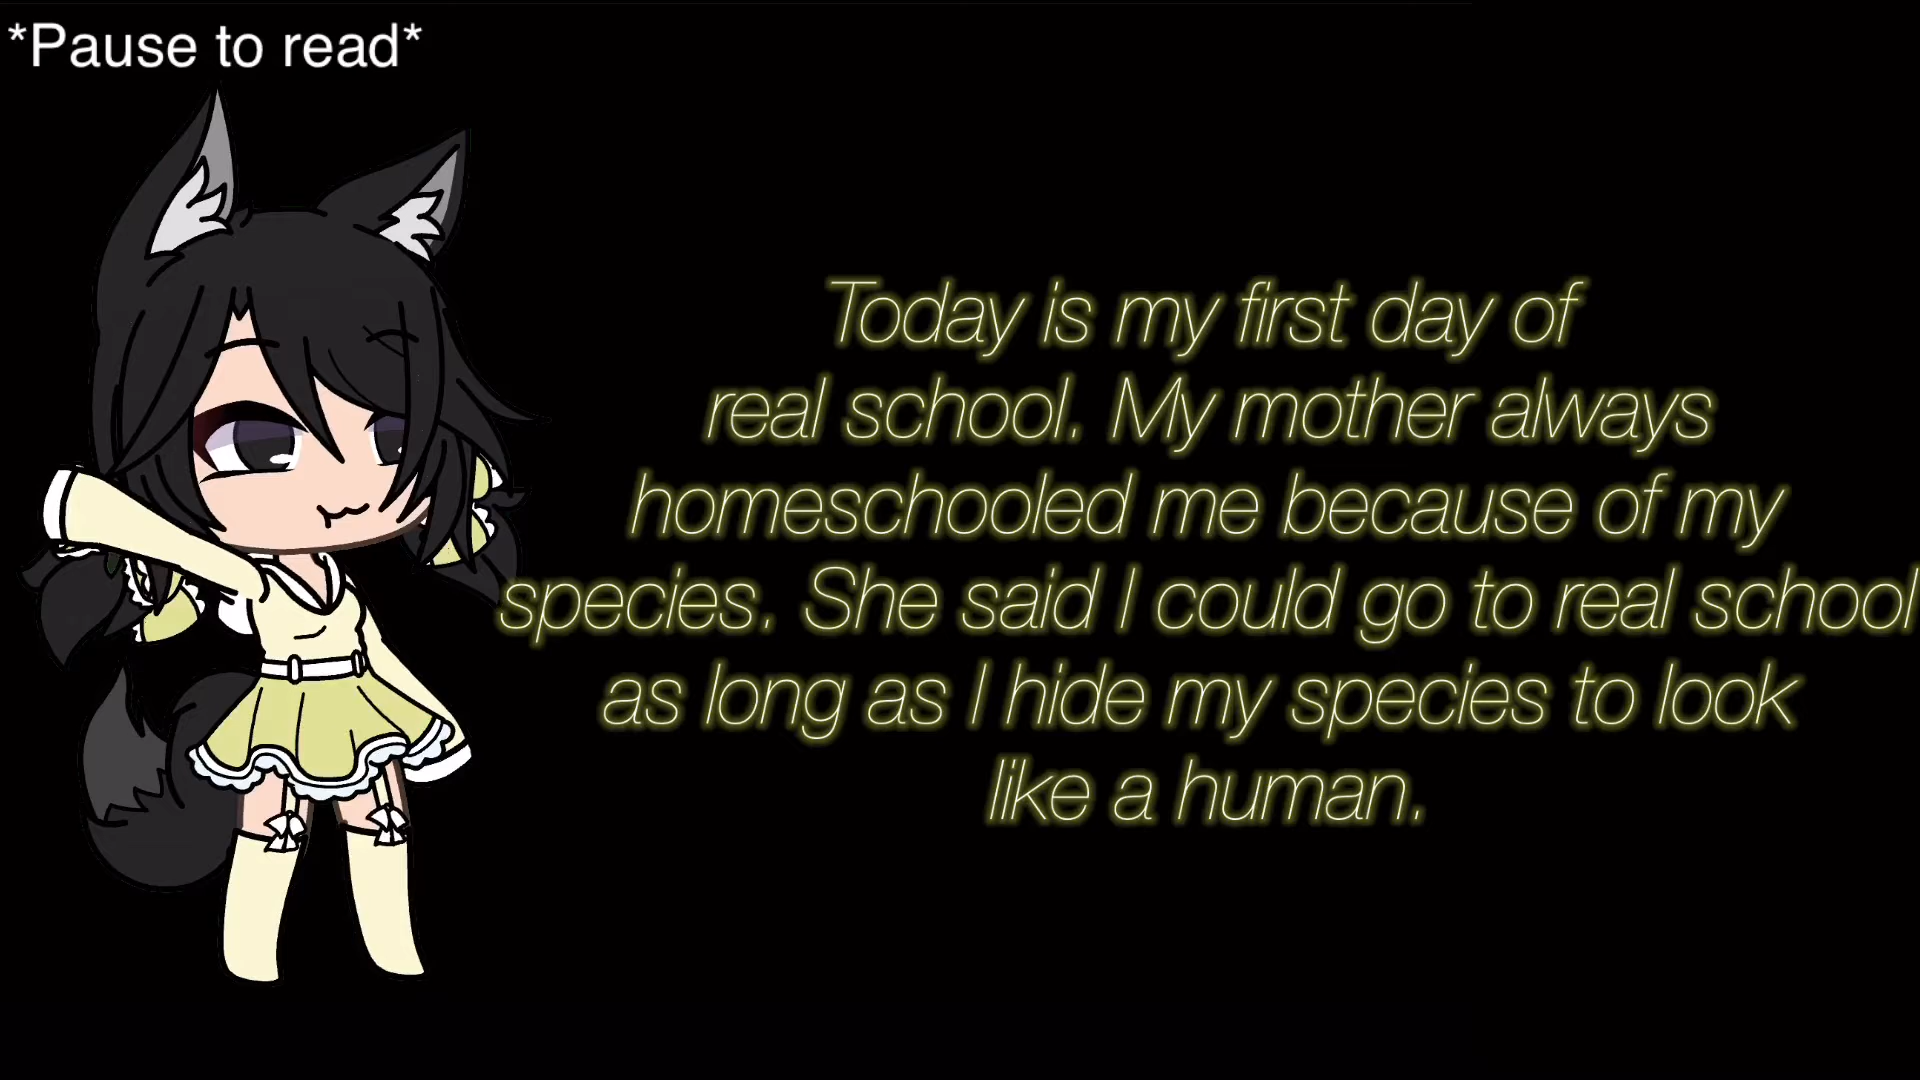 *Pause to read*
Today is my first day of
real school. My mother always
homeschooled me because of my
species. She said I could go to real school
as long as I hide my species to look
like a human.